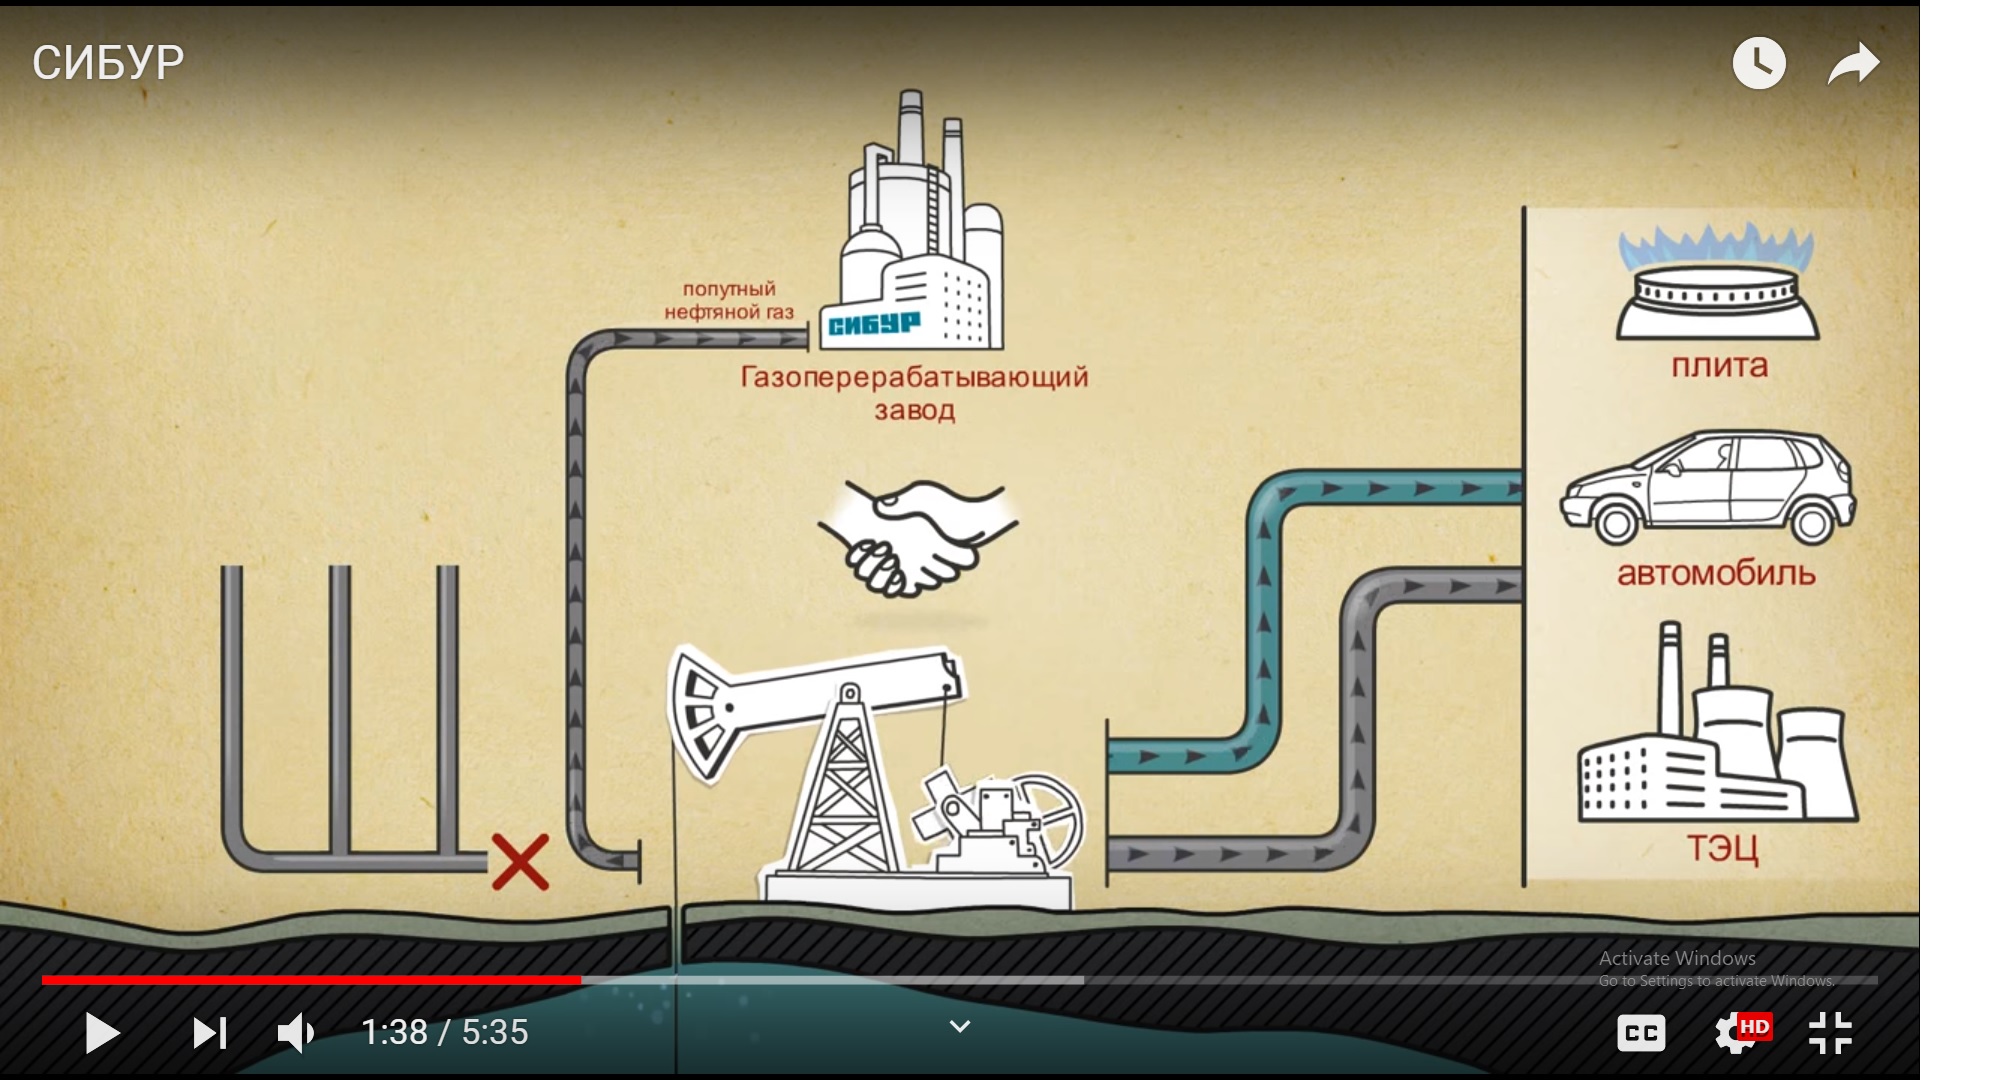 СИБУР
попутный
нефтяной газ
СИБУР
Газоперерабатывающий
завод
плита
автомобиль
ТЭЦ
Activate Windows
Go to Settings to activate Windows.
1:38 / 5:35
CC
HD